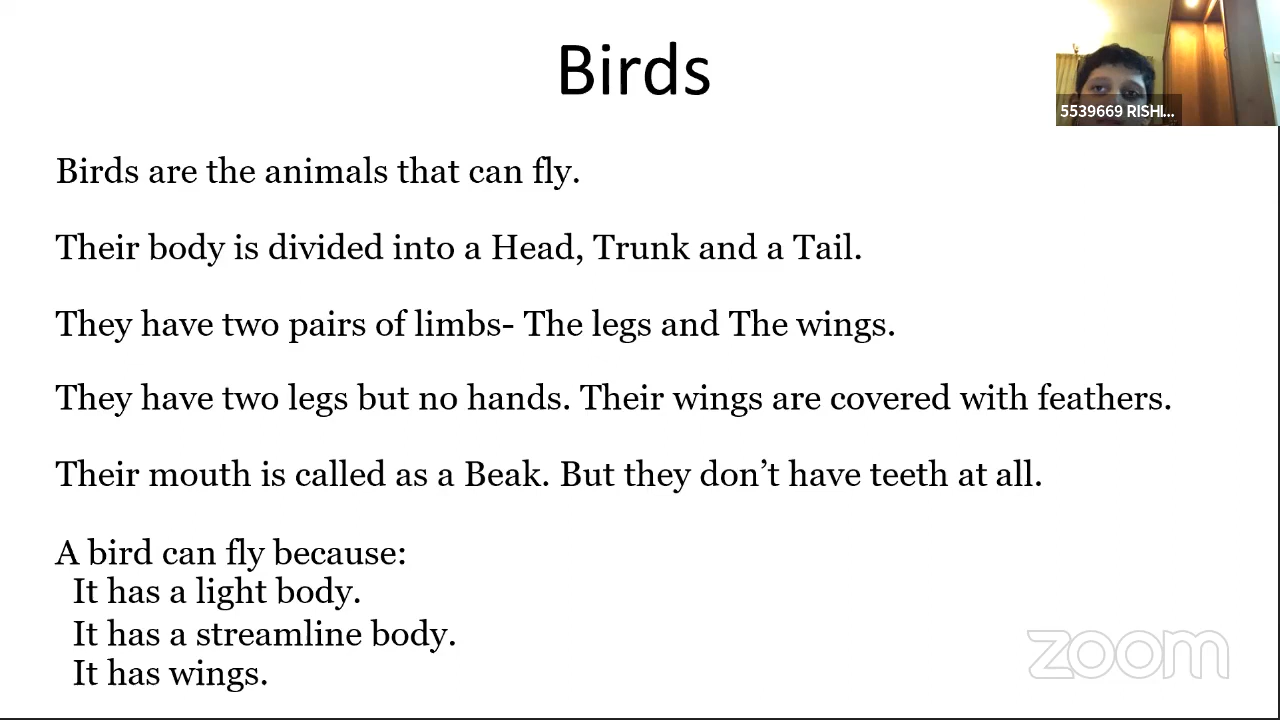 Birds
5539669 RISHI...
Birds are the animals that can fly.
Their body is divided into a Head, Trunk and a Tail.
They have two pairs of limbs- The legs and The wings.
They have two legs but no hands. Their wings are covered with feathers.
Their mouth is called as a Beak. But they don’t have teeth at all.
A bird can fly because:
It has a light body.
It has a streamline body.
It has wings.
zoom